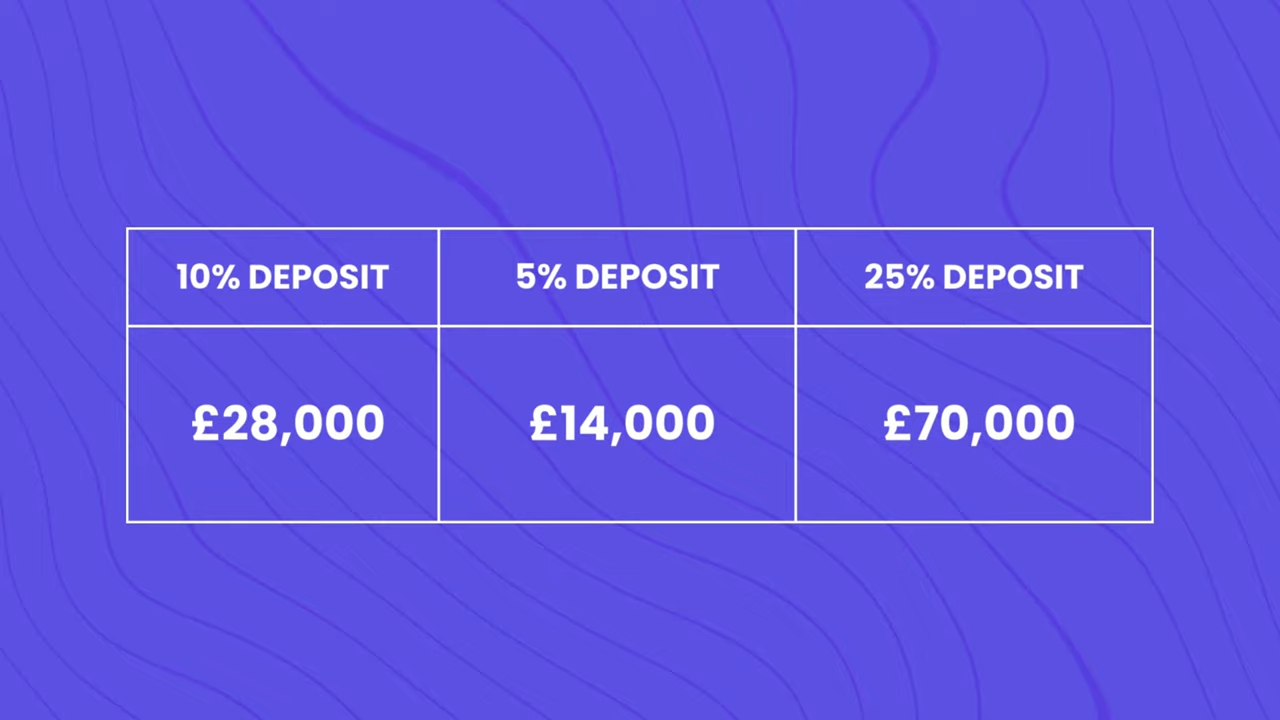 10% DEPOSIT
5% DEPOSIT
25% DEPOSIT
£28,000
£14,000
£70,000